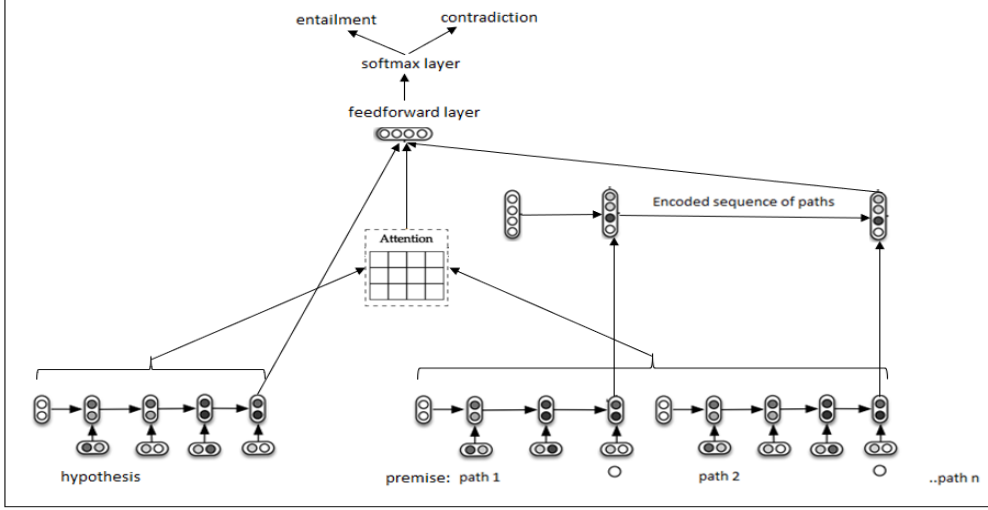 entailment
contradiction
softmax layer
feedforward layer
Encoded sequence of paths
Attention
hypothesis
premise: path 1
path 2
..path n